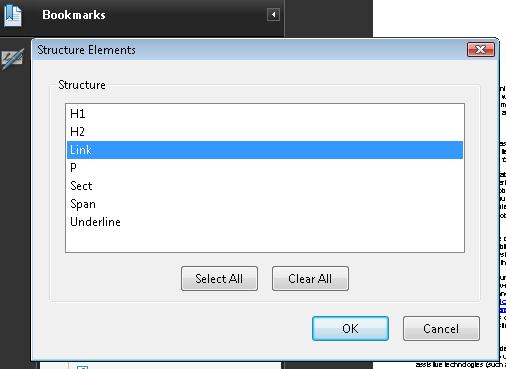 Bookmarks
Structure Elements
Structure
H1
H2
Link
P
Sect
Span
Underline
Select All
Clear All
OK
Cancel
assistive technologies (such a